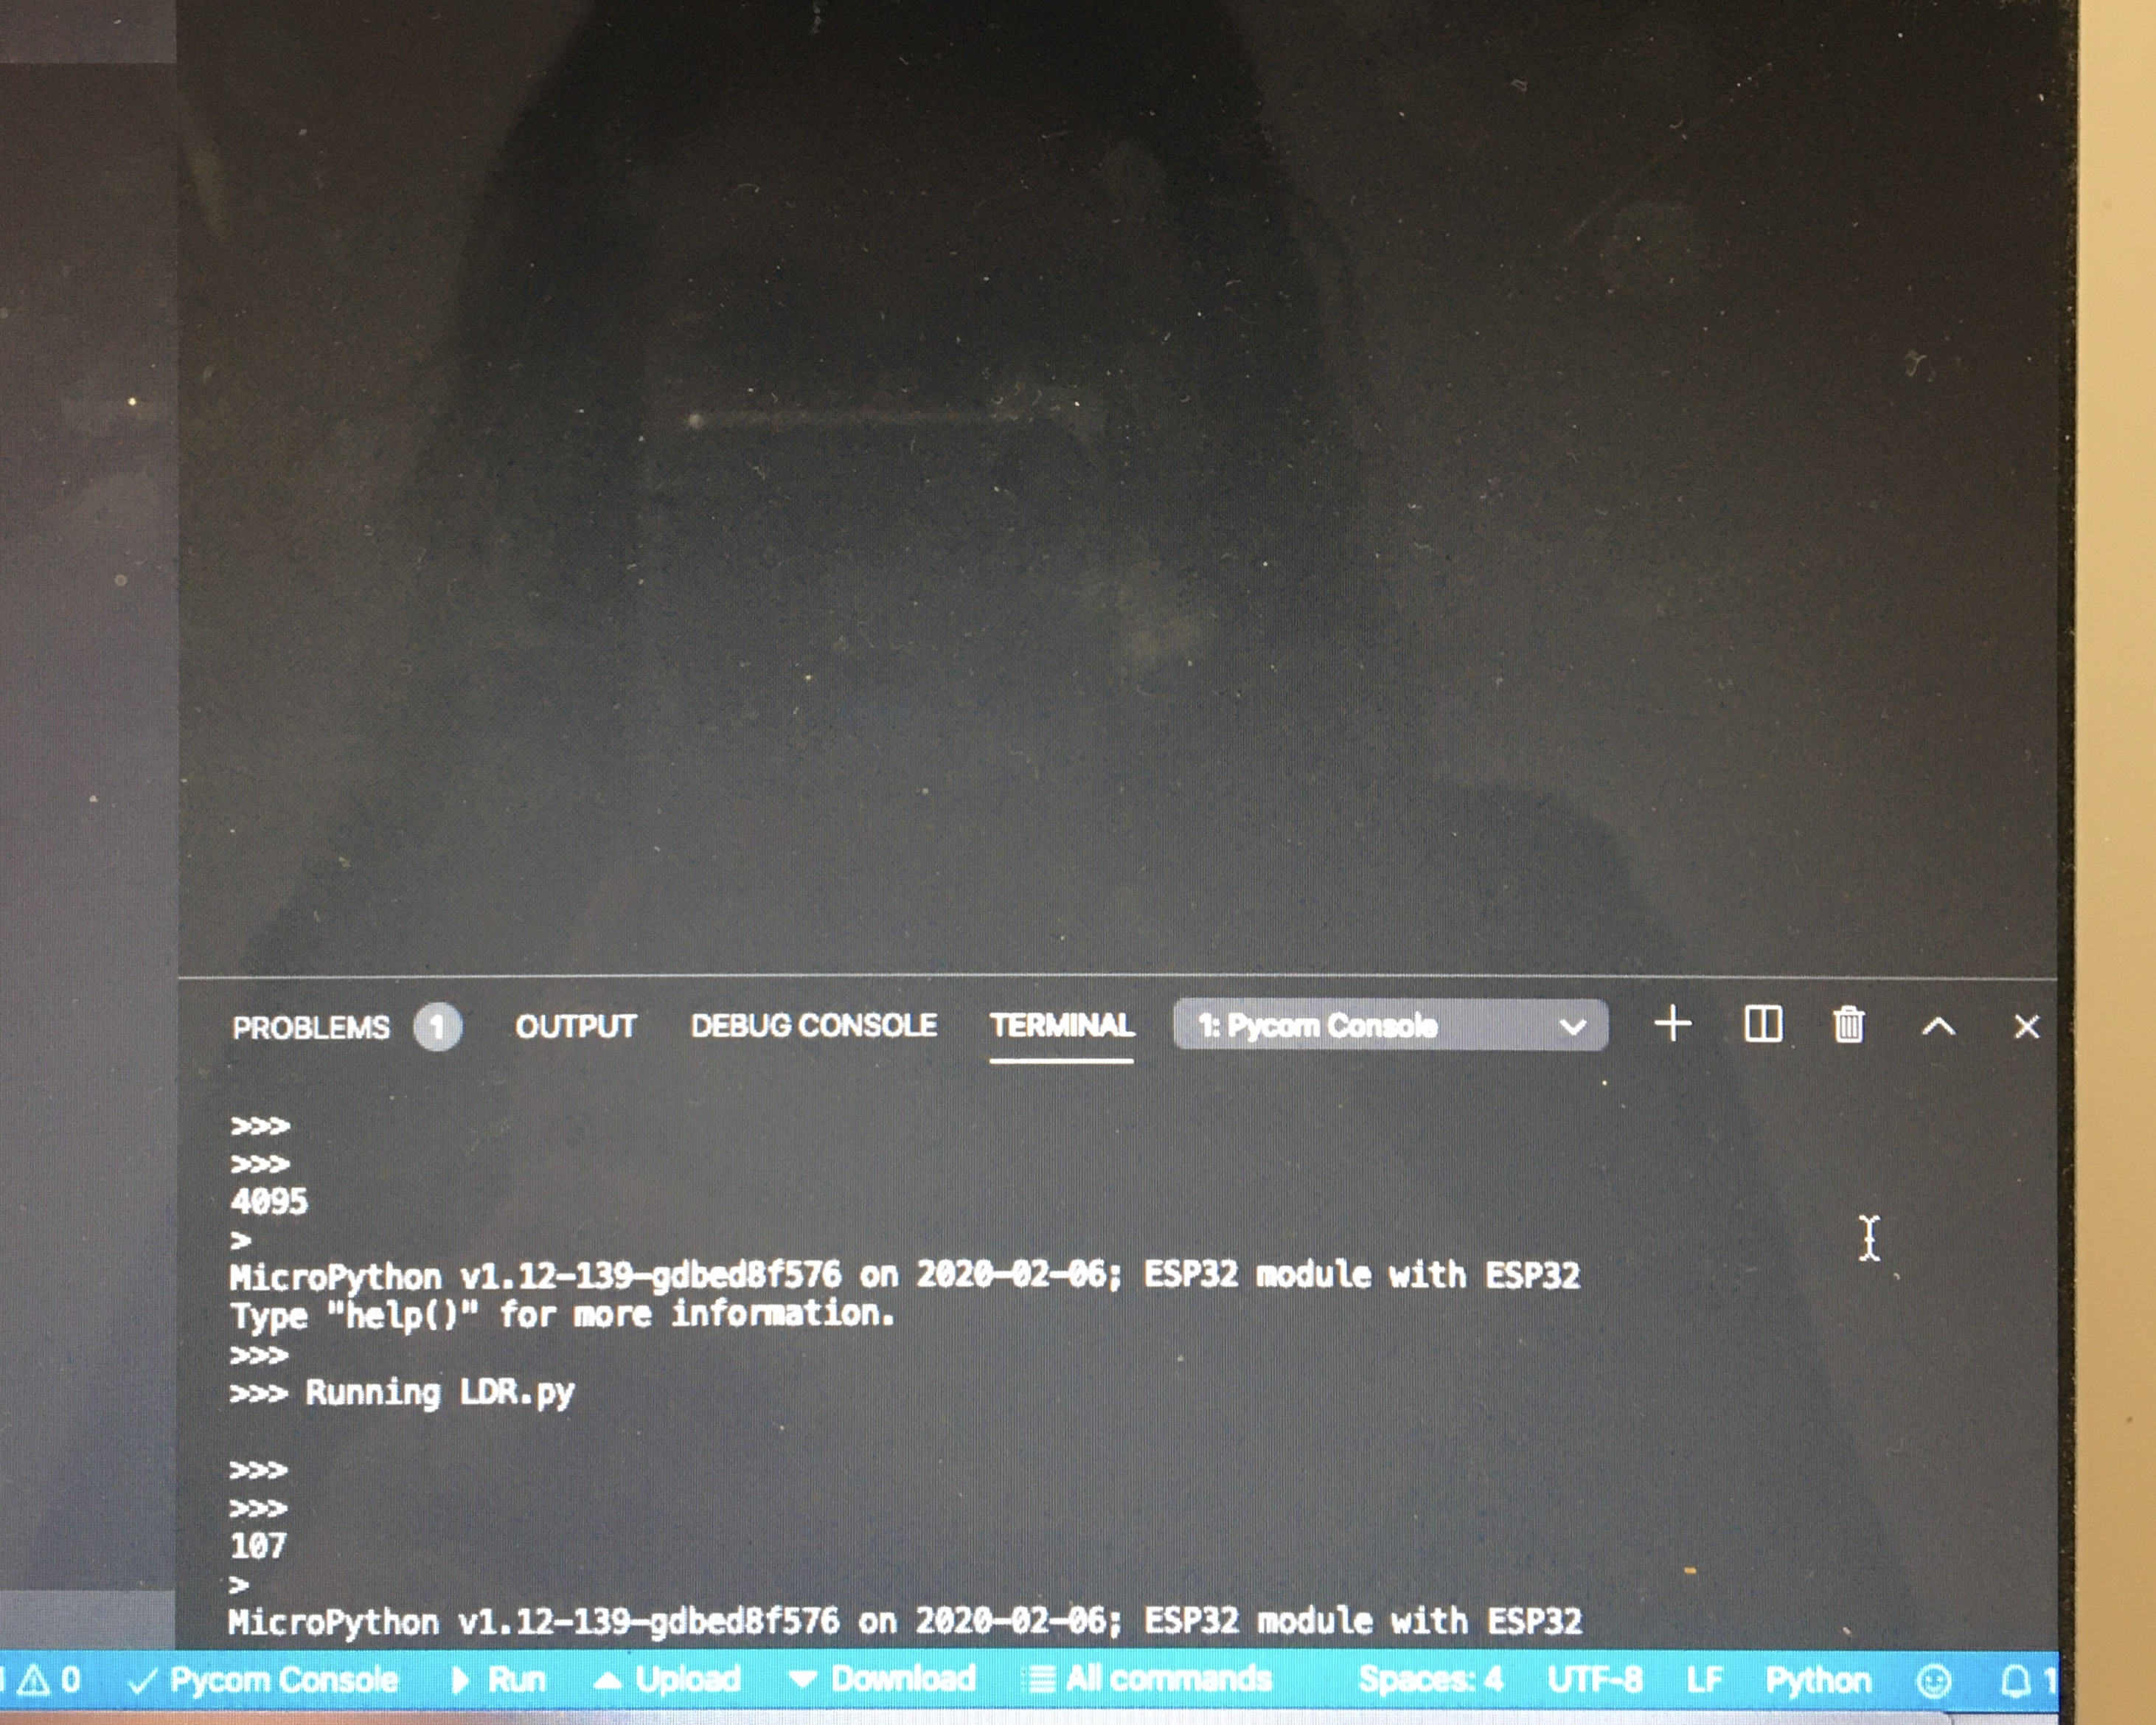 PROBLEMS 1 OUTPUT DEBUG CONSOLE TERMINAL 1: Pycom Console
>>>
>>>
4095
>
MicroPython v1.12-139-gdbed8f576 on 2020-02-06; ESP32 module with ESP32
Type "help()" for more information.
>>>
>>> Running LDR.py
>>>
>>>
107
>
MicroPython v1.12-139-gdbed8f576 on 2020-02-06; ESP32 module with ESP32
0 Pycom Console Run Upload Download All commands Spaces: 4 UTF-8 LF Python 1